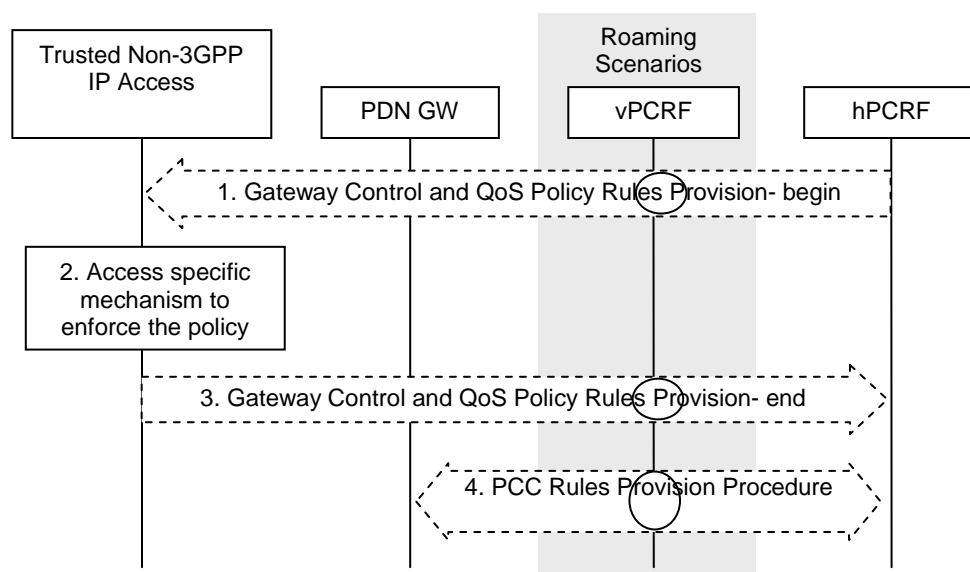 Roaming
Scenarios
Trusted Non-3GPP
IP Access
PDN GW
vPCRF
hPCRF
1. Gateway Control and QoS Policy Rules Provision- begin
2. Access specific
mechanism to
enforce the policy
3. Gateway Control and QoS Policy Rules Provision- end
4. PCC Rules Provision Procedure